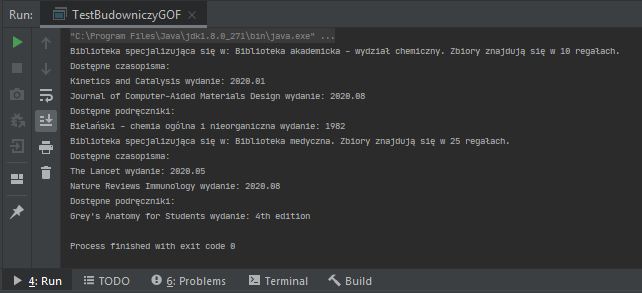 Run: TestBudowniczyGOF
"C:\Program Files\Java\jdk1.8.0_271\bin\java.exe" ...
Biblioteka specjalizująca się w: Biblioteka akademicka - wydział chemiczny. Zbiory znajdują się w 10 regałach.
Dostępne czasopisma:
Kinetics and Catalysis wydanie: 2020.01
Journal of Computer-Aided Materials Design wydanie: 2020.08
Dostępne podręczniki:
Bielański - chemia ogólna i nieorganiczna wydanie: 1982
Biblioteka specjalizująca się w: Biblioteka medyczna. Zbiory znajdują się w 25 regałach.
Dostępne czasopisma:
The Lancet wydanie: 2020.05
Nature Reviews Immunology wydanie: 2020.08
Dostępne podręczniki:
Grey's Anatomy for Students wydanie: 4th edition
Process finished with exit code 0
4: Run TODO 6: Problems Terminal Build